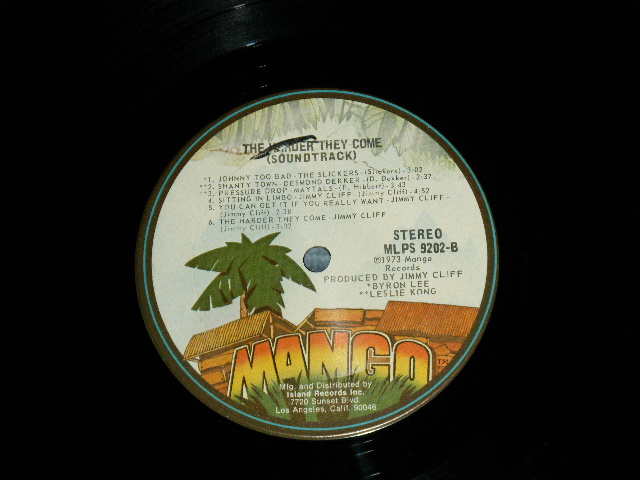 THE HARDER THEY COME
(SOUNDTRACK)
*1. JOHNNY TOO BAD - THE SLICKERS - (Slickers) - 3:02
**2. SHANTY TOWN - DESMOND DEKKER - (D. Dekker) - 2:37
**3. PRESSURE DROP - MAYTALS - (F. Hibbert) - 3:43
4. SITTING IN LIMBO - JIMMY CLIFF - (Jimmy Cliff) - 4:52
5. YOU CAN GET IT IF YOU REALLY WANT - JIMMY CLIFF -
(Jimmy Cliff) - 2:38
6. THE HARDER THEY COME - JIMMY CLIFF
(Jimmy Cliff) - 3:02
STEREO
MLPS 9202-B
℗1973 Mango
Records
PRODUCED BY JIMMY CLIFF
*BYRON LEE
**LESLIE KONG
MANGO TM
Mfg. and Distributed by
Island Records Inc.
7720 Sunset Blvd.
Los Angeles, Calif. 90046